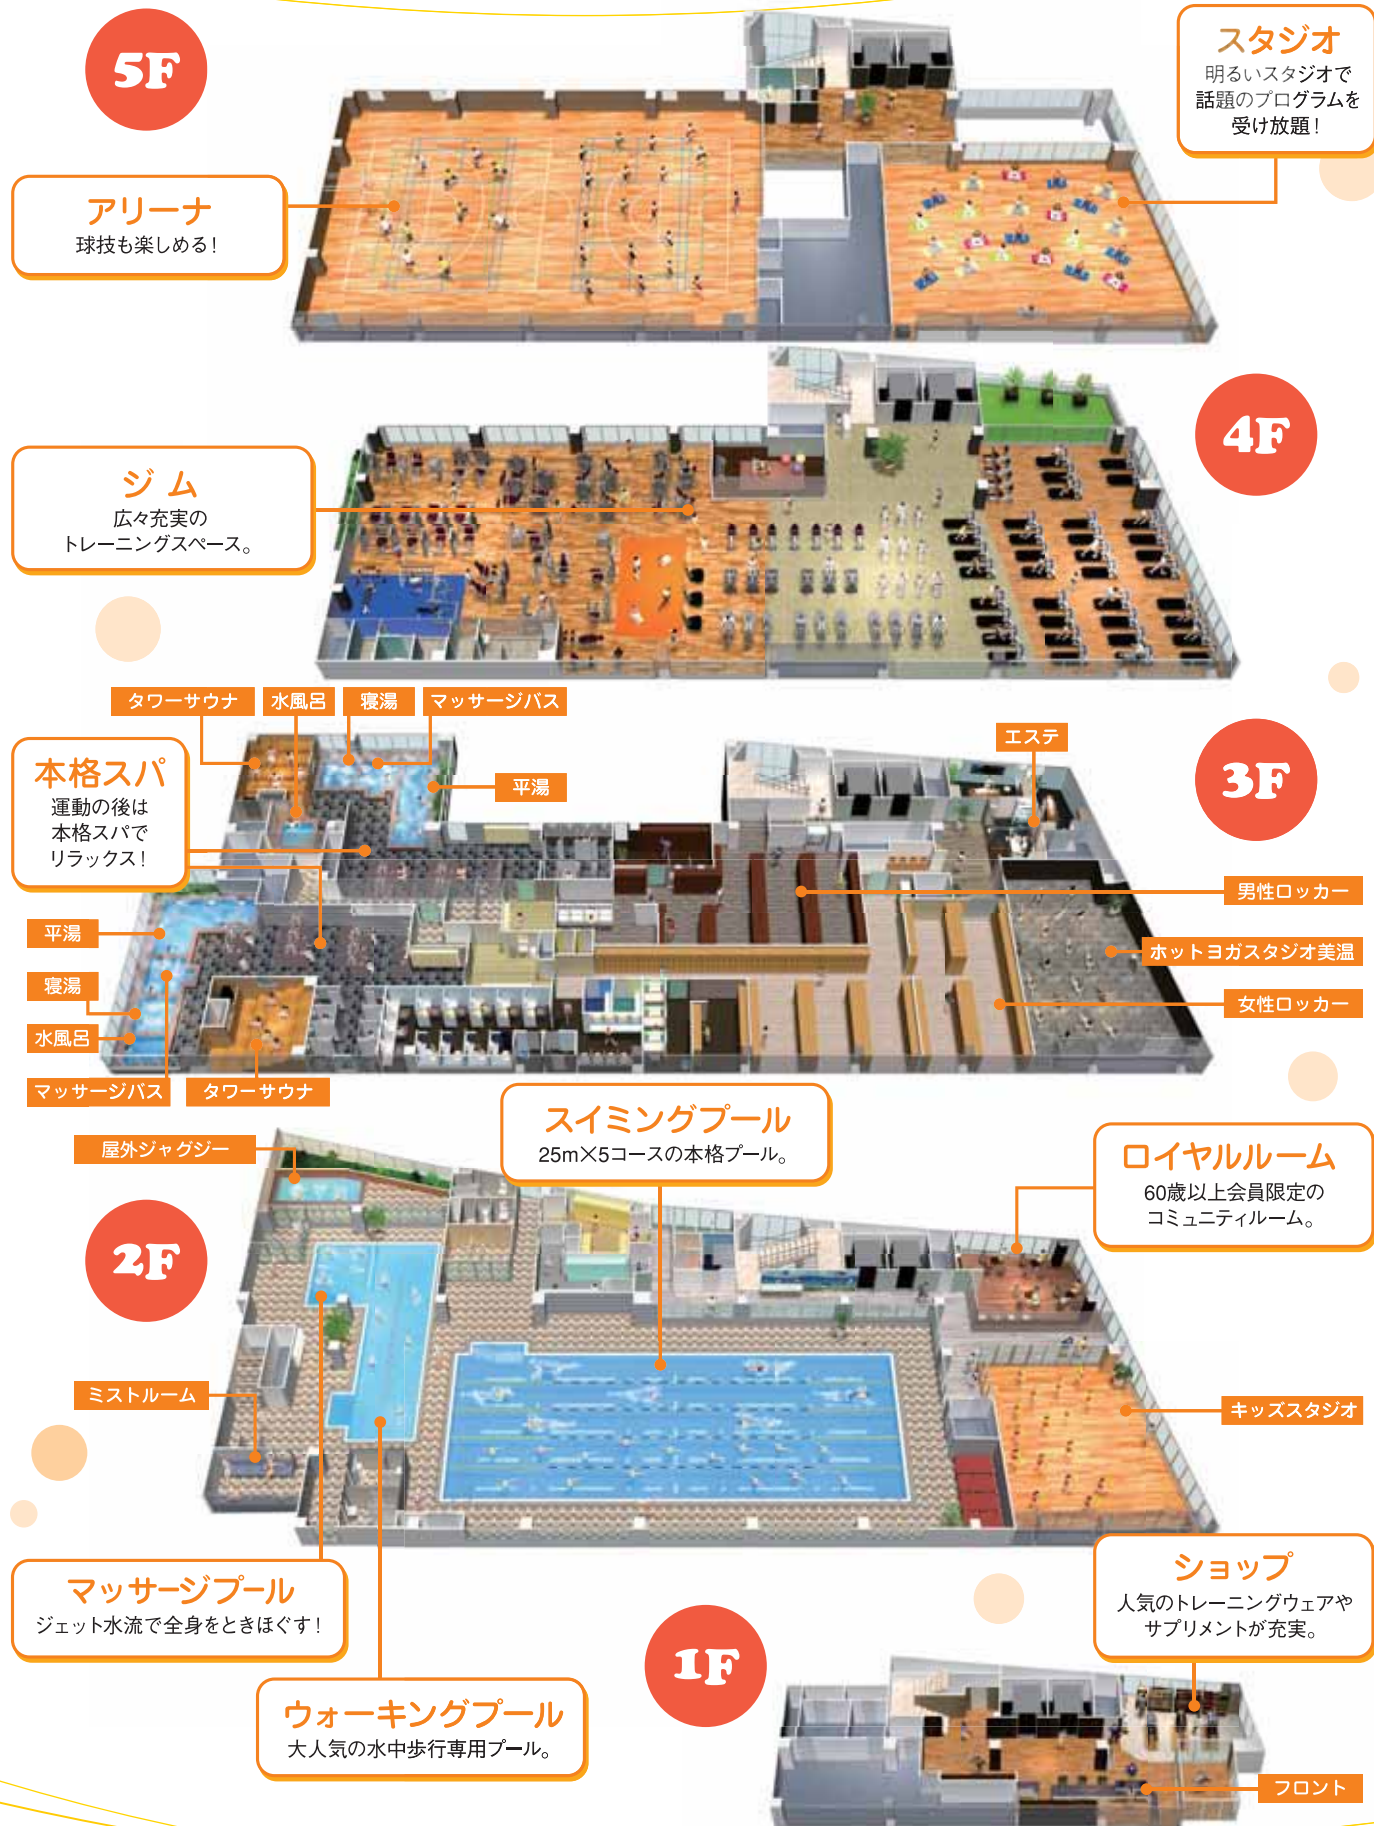 5F
スタジオ
明るいスタジオで
話題のプログラムを
受け放題！
アリーナ
球技も楽しめる！
4F
ジム
広々充実の
トレーニングスペース。
タワーサウナ
水風呂
寝湯
マッサージバス
平湯
エステ
3F
本格スパ
運動の後は
本格スパで
リラックス！
男性ロッカー
ホットヨガスタジオ美温
女性ロッカー
平湯
寝湯
水風呂
マッサージバス
タワーサウナ
スイミングプール
25m×5コースの本格プール。
屋外ジャグジー
ロイヤルルーム
60歳以上会員限定の
コミュニティルーム。
2F
ミストルーム
キッズスタジオ
マッサージプール
ジェット水流で全身をときほぐす！
ウォーキングプール
大人気の水中歩行専用プール。
1F
ショップ
人気のトレーニングウェアや
サプリメントが充実。
フロント